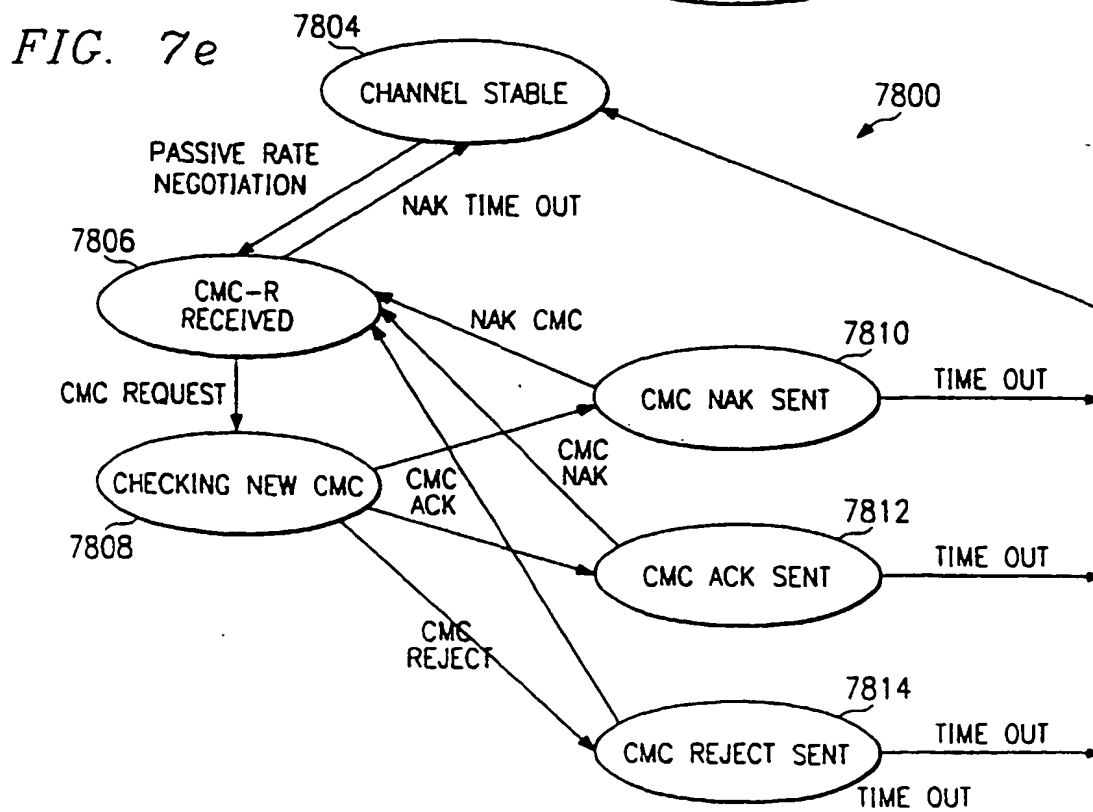 FIG. 7e
7804
CHANNEL STABLE
7800
PASSIVE RATE
NEGOTIATION
NAK TIME OUT
7806
CMC-R
RECEIVED
NAK CMC
7810
CMC REQUEST
CMC NAK SENT
TIME OUT
CMC
NAK
CHECKING NEW CMC
CMC
ACK
7808
7812
CMC ACK SENT
TIME OUT
CMC
REJECT
7814
CMC REJECT SENT
TIME OUT
TIME OUT